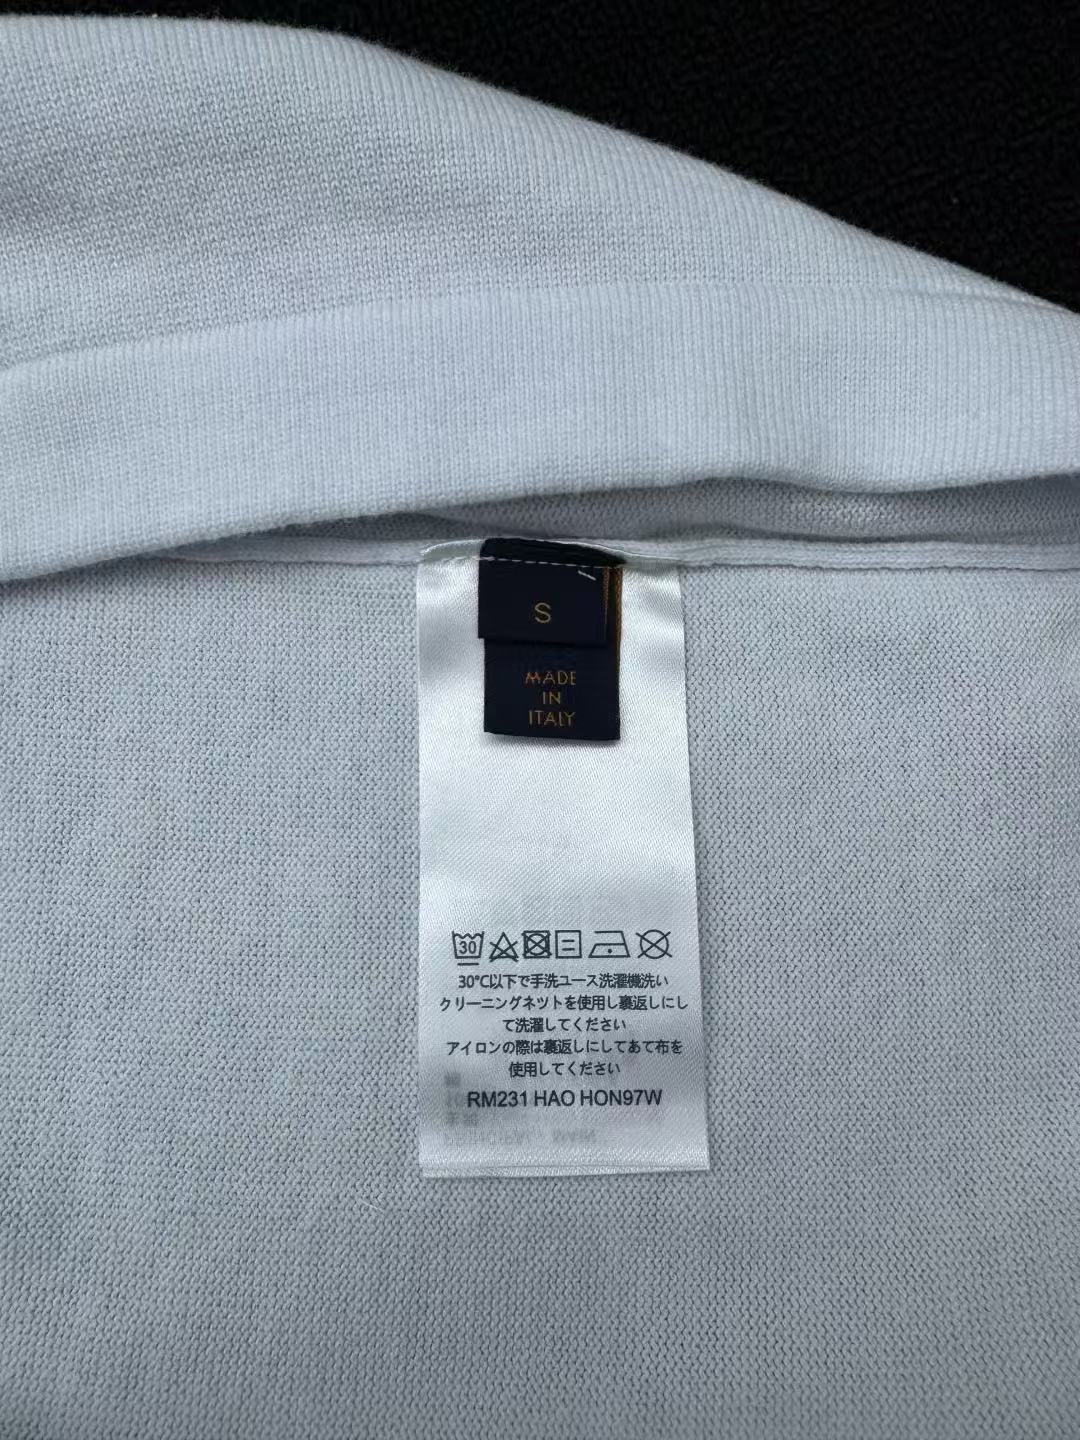 S
MADE
IN
ITALY
30
30°C以下で手洗ユース洗濯機洗い
クリーニングネツトを使用し裏返しにし
て洗濯してください
アイロンの際は裏返しにしてあて布を
使用してください
RM231 HAO HON97W